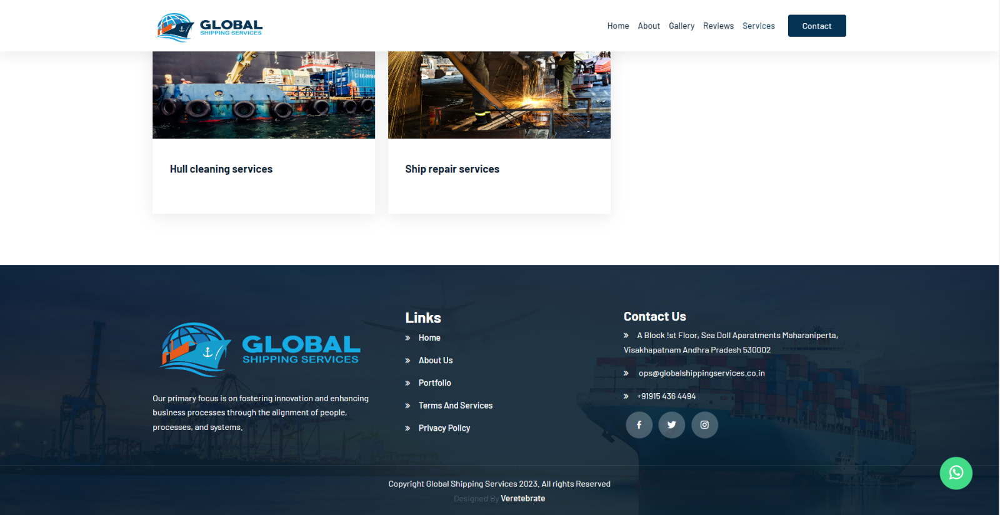 GLOBAL
SHIPPING SERVICES
Home About Gallery Reviews Services Contact
Hull cleaning services
Ship repair services
GLOBAL
SHIPPING SERVICES
Our primary focus is on fostering innovation and enhancing
business processes through the alignment of people,
processes, and systems.
Links
Home
About Us
Portfolio
Terms And Services
Privacy Policy
Contact Us
A Block !st Floor, Sea Doll Aparatments Maharaniperta,
Visakhapatnam Andhra Pradesh 530002
ops@globalshippingservices.co.in
+91915 436 4494
Copyright Global Shipping Services 2023. All rights Reserved
Designed By Veretebrate